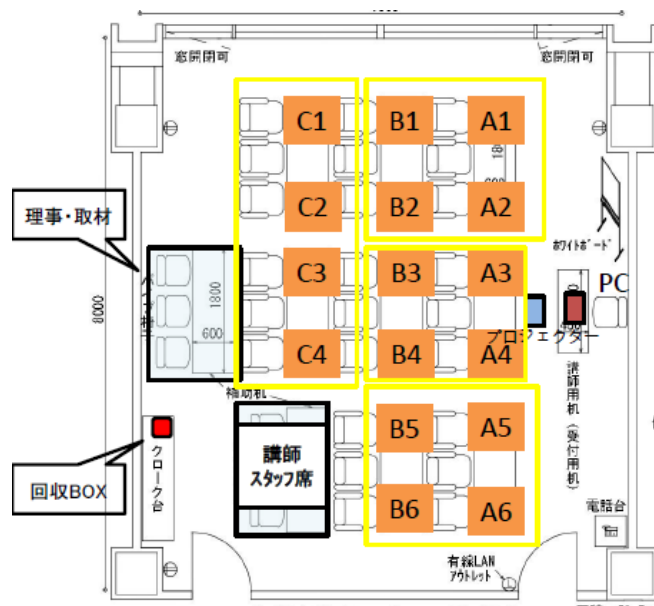 窓開閉可
窓開閉可
C1
B1
A1
C2
B2
A2
理事・取材
ホワイトボード
C3
B3
A3
PC
1800
600
8000
プロジェクター
C4
B4
A4
補助机
講師用机（受付用机）
B5
A5
講師
スタッフ席
クローク台
回収BOX
B6
A6
電話台
有線LAN
アウトレット